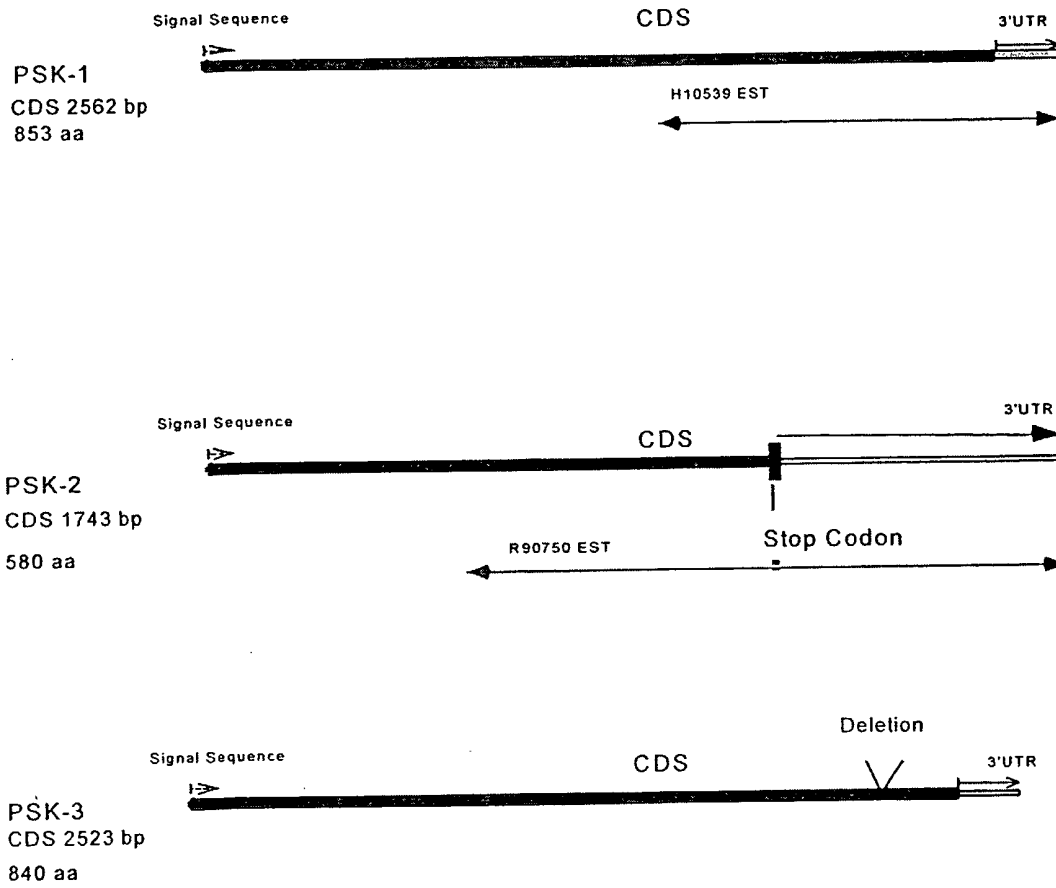 CDS
Signal Sequence
3'UTR
PSK-1
CDS 2562 bp
853 aa
H10539 EST
Signal Sequence
CDS
3'UTR
PSK-2
CDS 1743 bp
580 aa
R90750 EST
Stop Codon
Deletion
Signal Sequence
CDS
3'UTR
PSK-3
CDS 2523 bp
840 aa